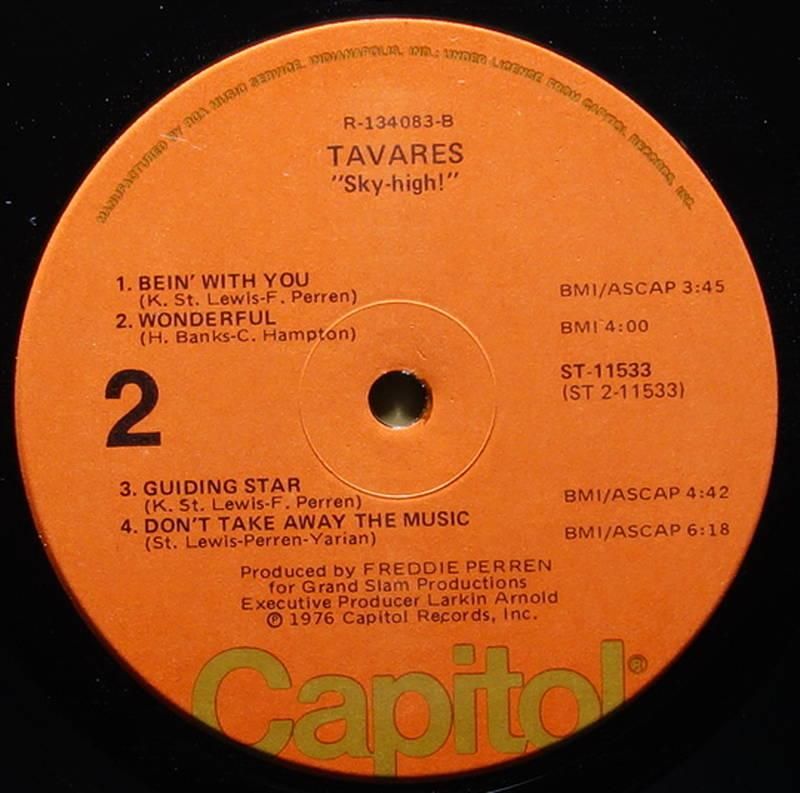 MANUFACTURED BY RCA MUSIC SERVICE, INDIANAPOLIS, IND.; UNDER LICENSE FROM CAPITOL RECORDS, INC.
R-134083-B
TAVARES
"Sky-high!"
1. BEIN' WITH YOU
(K. St. Lewis-F. Perren)
BMI/ASCAP 3:45
2. WONDERFUL
(H. Banks-C. Hampton)
BMI 4:00
ST-11533
(ST 2-11533)
2
3. GUIDING STAR
(K. St. Lewis-F. Perren)
BMI/ASCAP 4:42
4. DON'T TAKE AWAY THE MUSIC
(St. Lewis-Perren-Yarian)
BMI/ASCAP 6:18
Produced by FREDDIE PERREN
for Grand Slam Productions
Executive Producer Larkin Arnold
℗ 1976 Capitol Records, Inc.
Capitol®